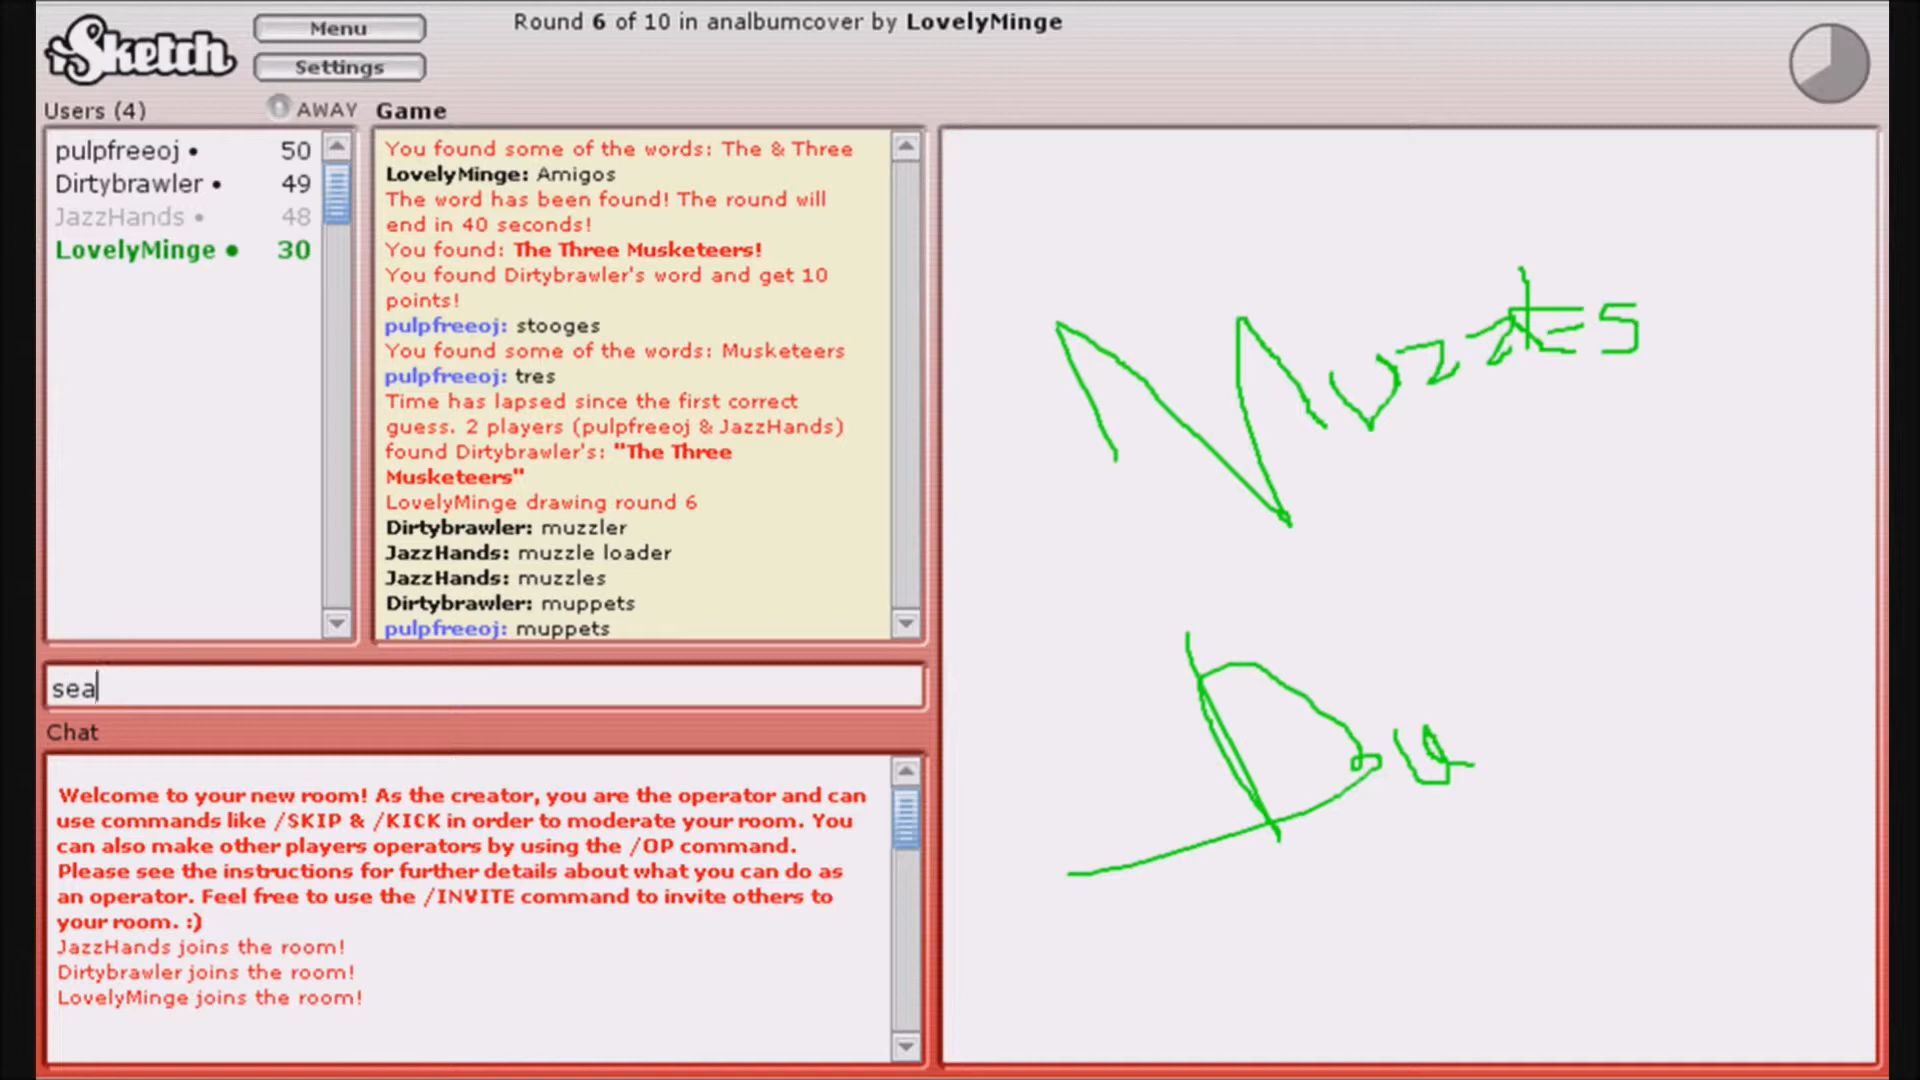 iSketch
Menu
Settings
Round 6 of 10 in analbumcover by LovelyMinge
Users (4)
AWAY
Game
pulpfreeoj • 50
Dirtybrawler • 49
JazzHands • 48
LovelyMinge • 30
You found some of the words: The & Three
LovelyMinge: Amigos
The word has been found! The round will
end in 40 seconds!
You found: The Three Musketeers!
You found Dirtybrawler's word and get 10
points!
pulpfreeoj: stooges
You found some of the words: Musketeers
pulpfreeoj: tres
Time has lapsed since the first correct
guess. 2 players (pulpfreeoj & JazzHands)
found Dirtybrawler's: "The Three
Musketeers"
LovelyMinge drawing round 6
Dirtybrawler: muzzler
JazzHands: muzzle loader
JazzHands: muzzles
Dirtybrawler: muppets
pulpfreeoj: muppets
sea
Chat
Welcome to your new room! As the creator, you are the operator and can
use commands like /SKIP & /KICK in order to moderate your room. You
can also make other players operators by using the /OP command.
Please see the instructions for further details about what you can do as
an operator. Feel free to use the /INVITE command to invite others to
your room. :)
JazzHands joins the room!
Dirtybrawler joins the room!
LovelyMinge joins the room!